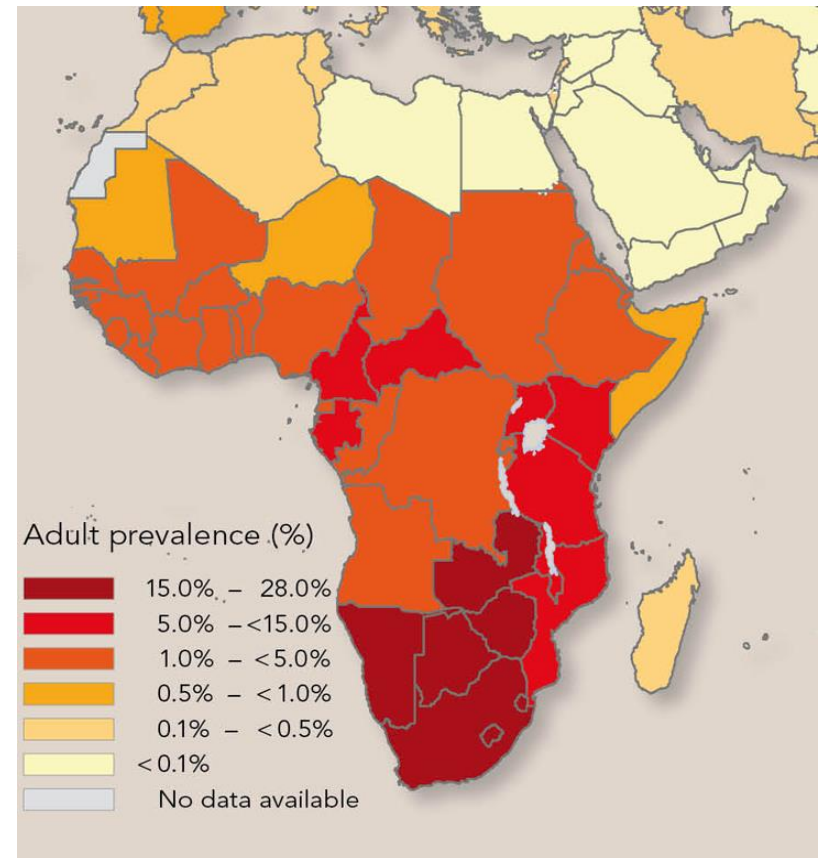 Adult prevalence (%)
15.0% – 28.0%
5.0% –<15.0%
1.0% – <5.0%
0.5% – <1.0%
0.1% – <0.5%
<0.1%
No data available